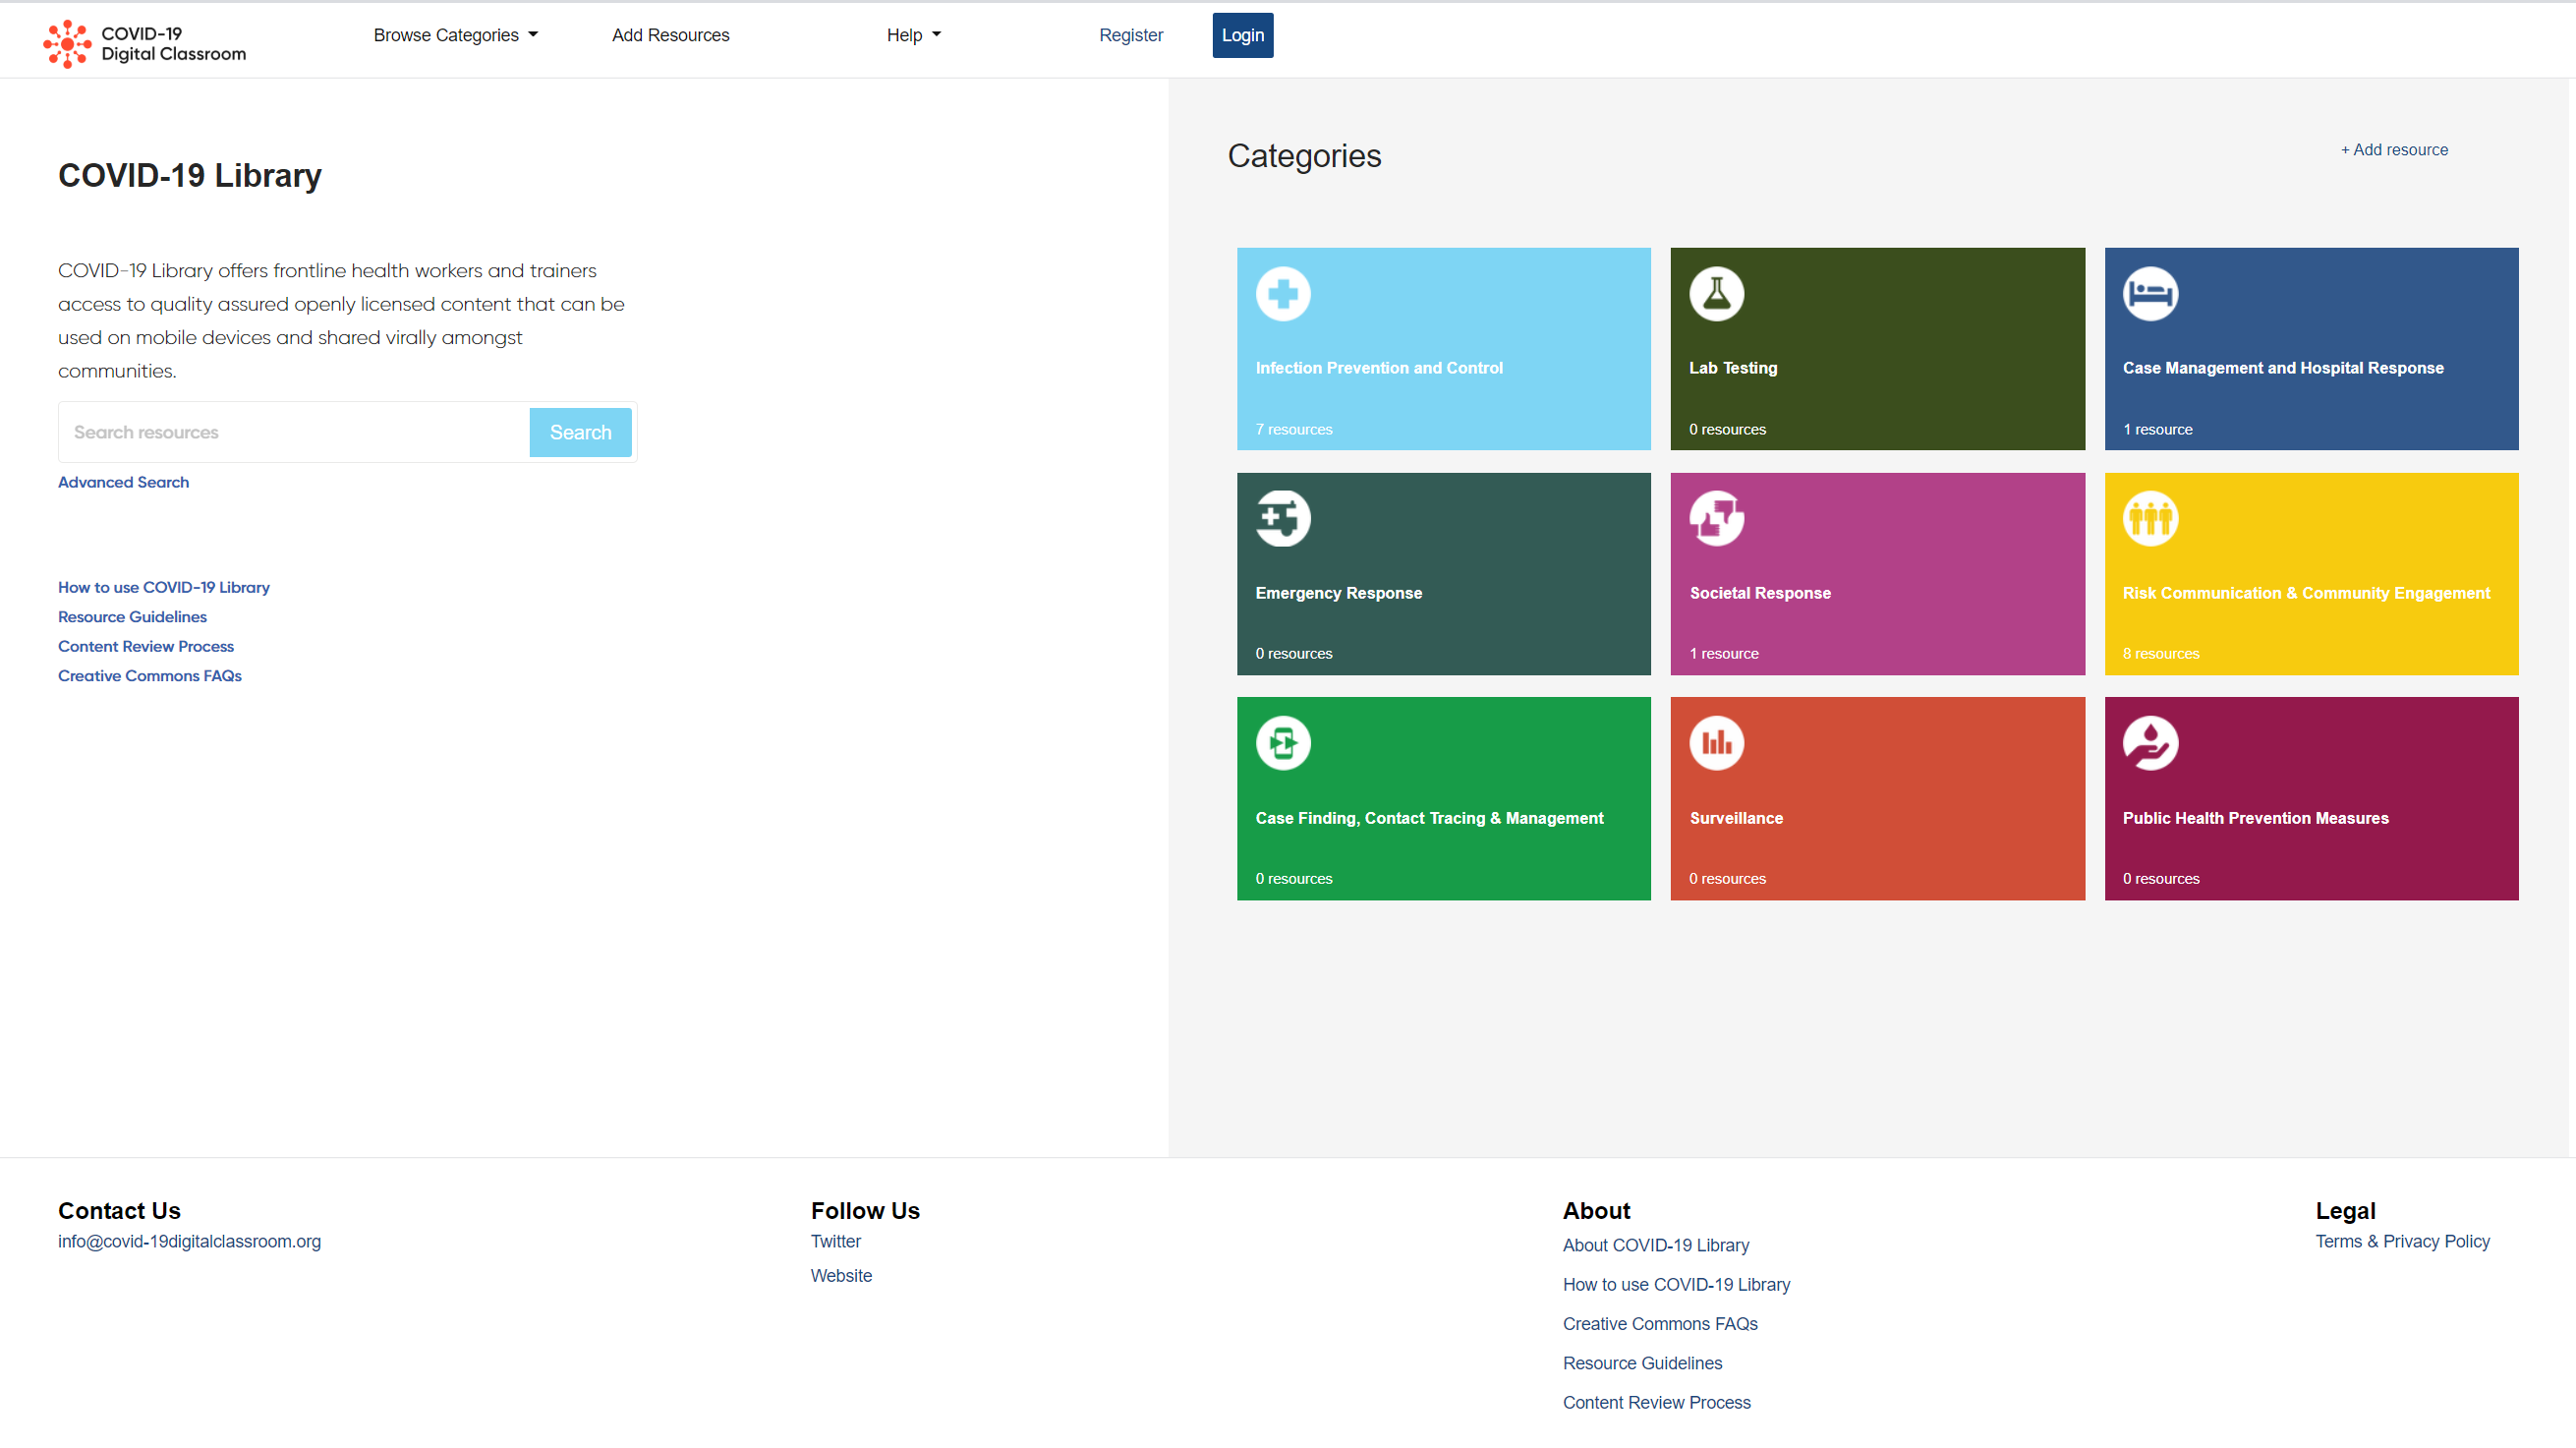 COVID-19
Digital Classroom
Browse Categories
Add Resources
Help
Register
Login
COVID-19 Library
COVID-19 Library offers frontline health workers and trainers
access to quality assured openly licensed content that can be
used on mobile devices and shared virally amongst
communities.
Search resources
Search
Advanced Search
How to use COVID-19 Library
Resource Guidelines
Content Review Process
Creative Commons FAQs
Categories
+ Add resource
Infection Prevention and Control
7 resources
Lab Testing
0 resources
Case Management and Hospital Response
1 resource
Emergency Response
0 resources
Societal Response
1 resource
Risk Communication & Community Engagement
8 resources
Case Finding, Contact Tracing & Management
0 resources
Surveillance
0 resources
Public Health Prevention Measures
0 resources
Contact Us
info@covid-19digitalclassroom.org
Follow Us
Twitter
Website
About
About COVID-19 Library
How to use COVID-19 Library
Creative Commons FAQs
Resource Guidelines
Content Review Process
Legal
Terms & Privacy Policy